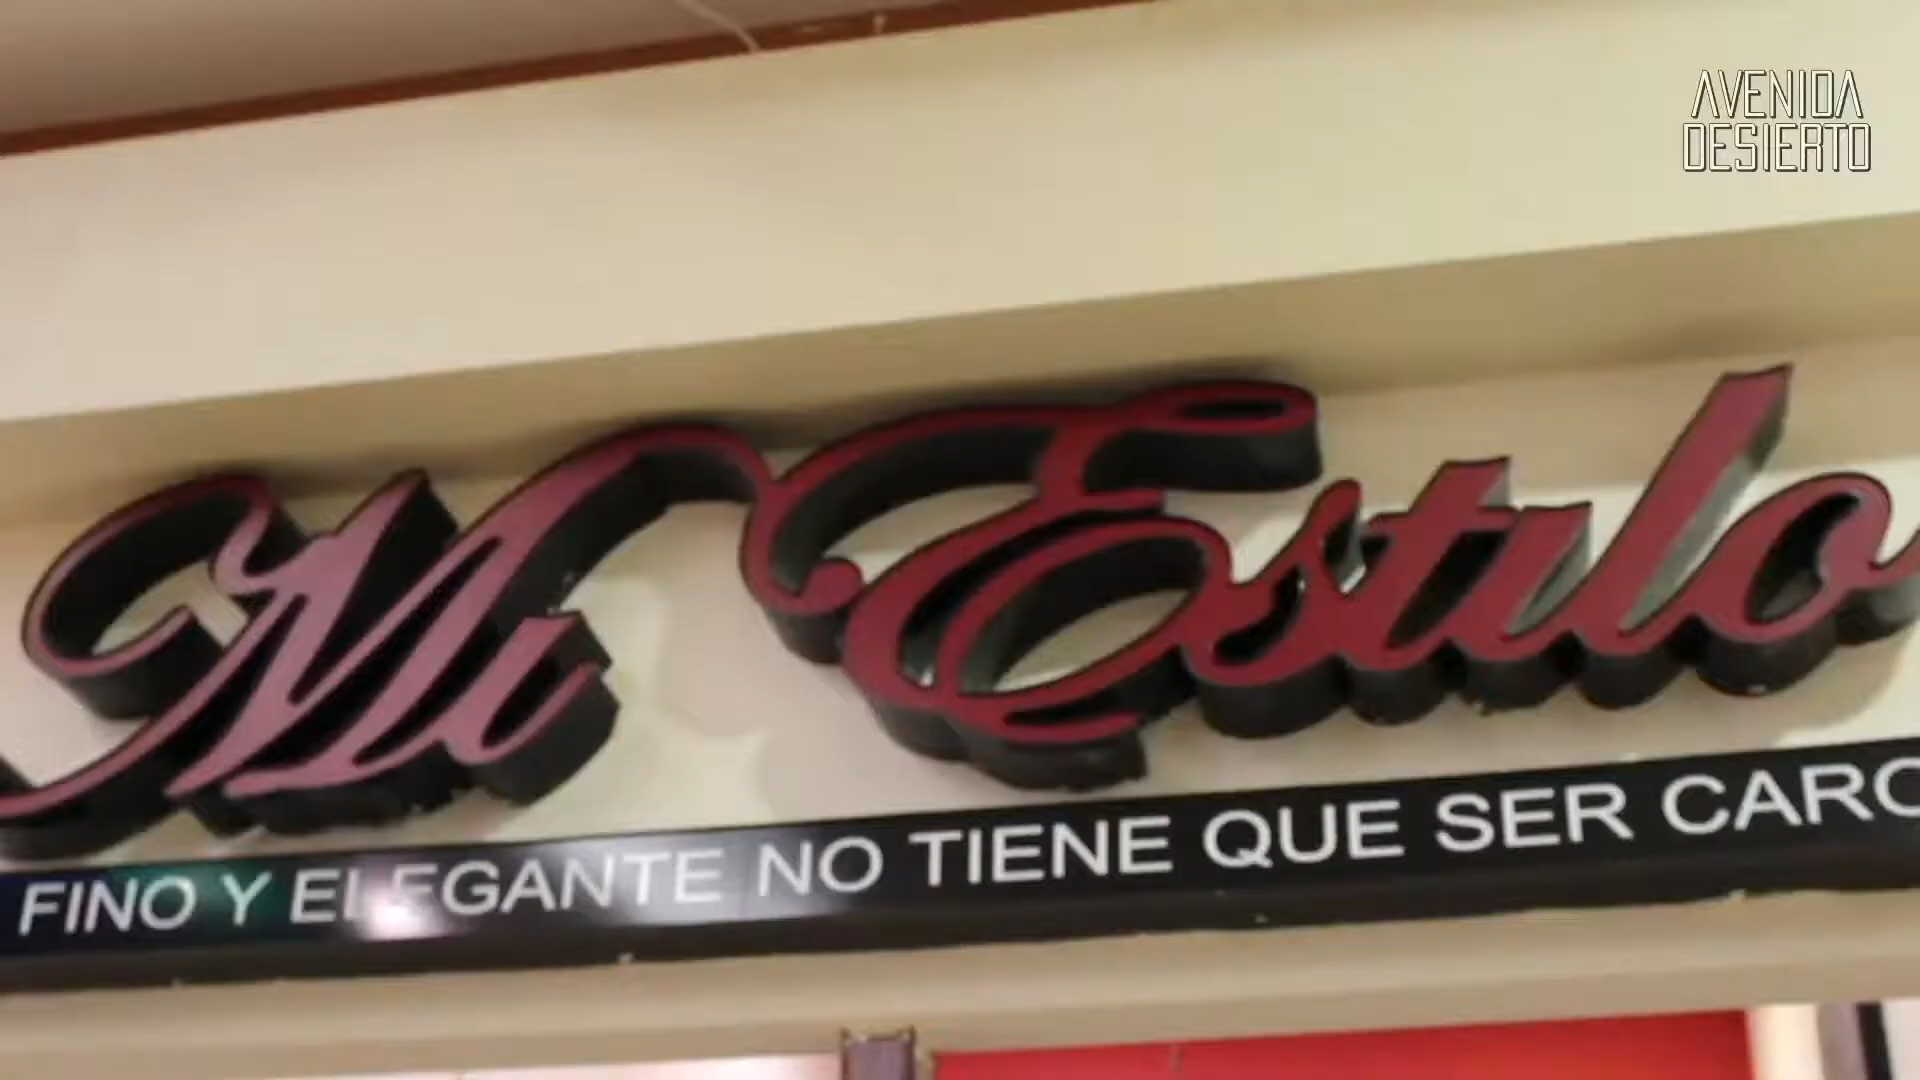 AVENIDA
DESIERTO
Mi Estilo
FINO Y ELEGANTE NO TIENE QUE SER CARO